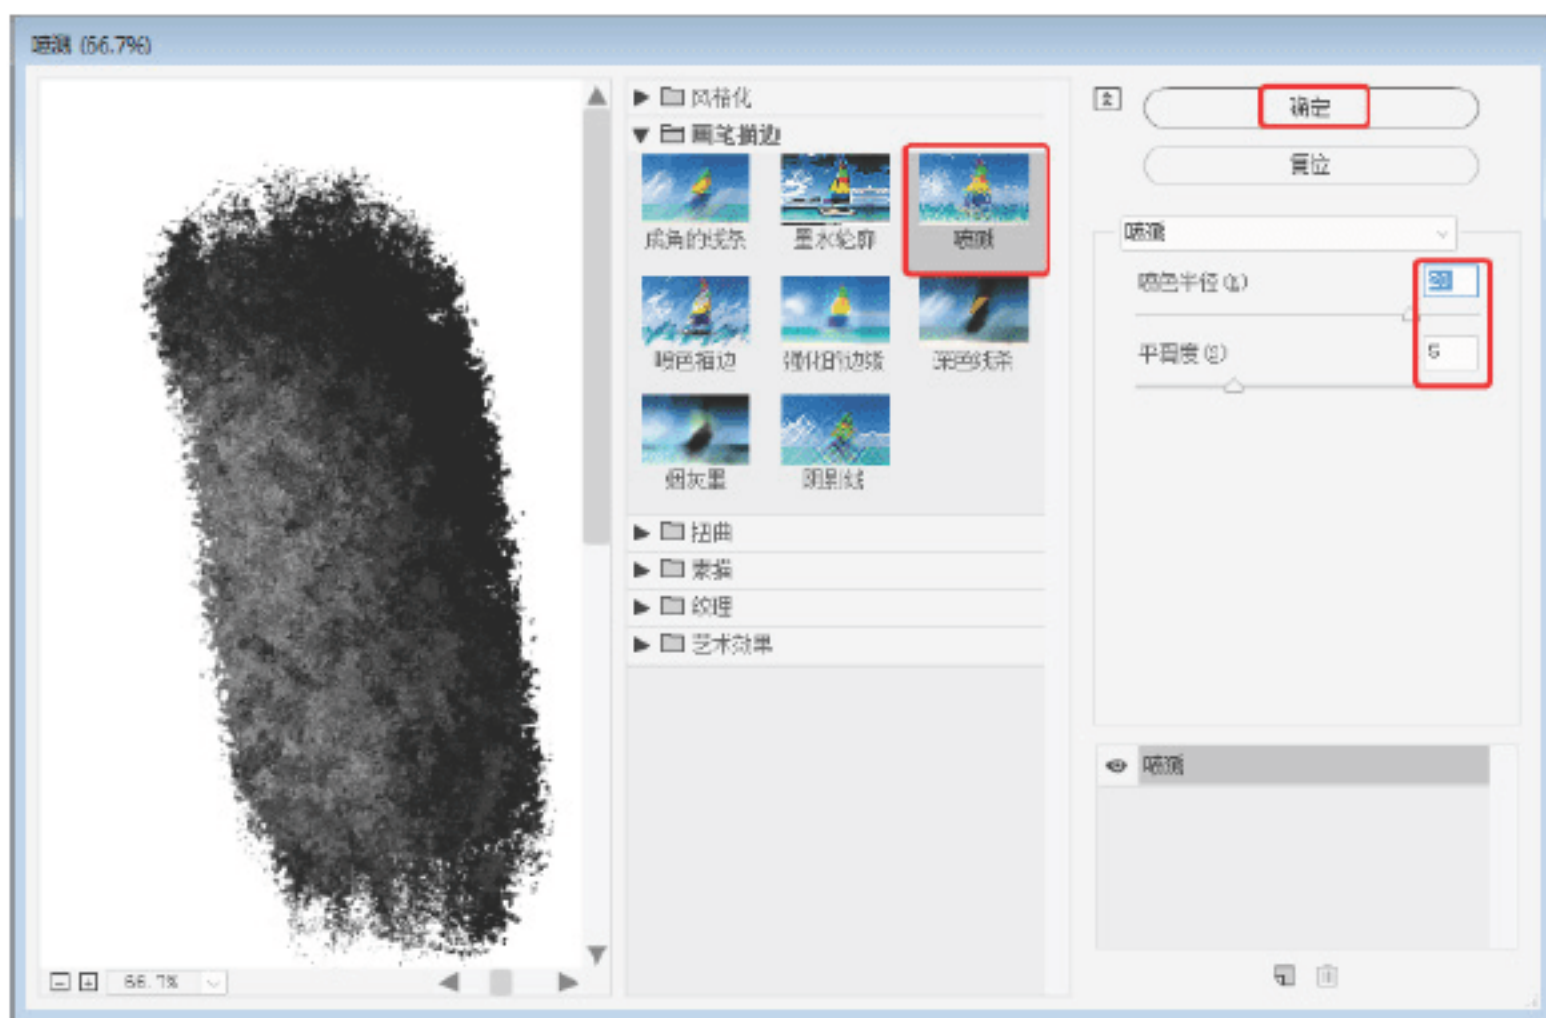 喷溅 (66.7%)
风格化
画笔描边
成角的线条
墨水轮廓
喷溅
喷色描边
强化的边缘
深色线条
烟灰墨
阴影线
扭曲
素描
纹理
艺术效果
66.7%
确定
复位
喷溅
喷色半径(R)
平滑度(S)
5
喷溅